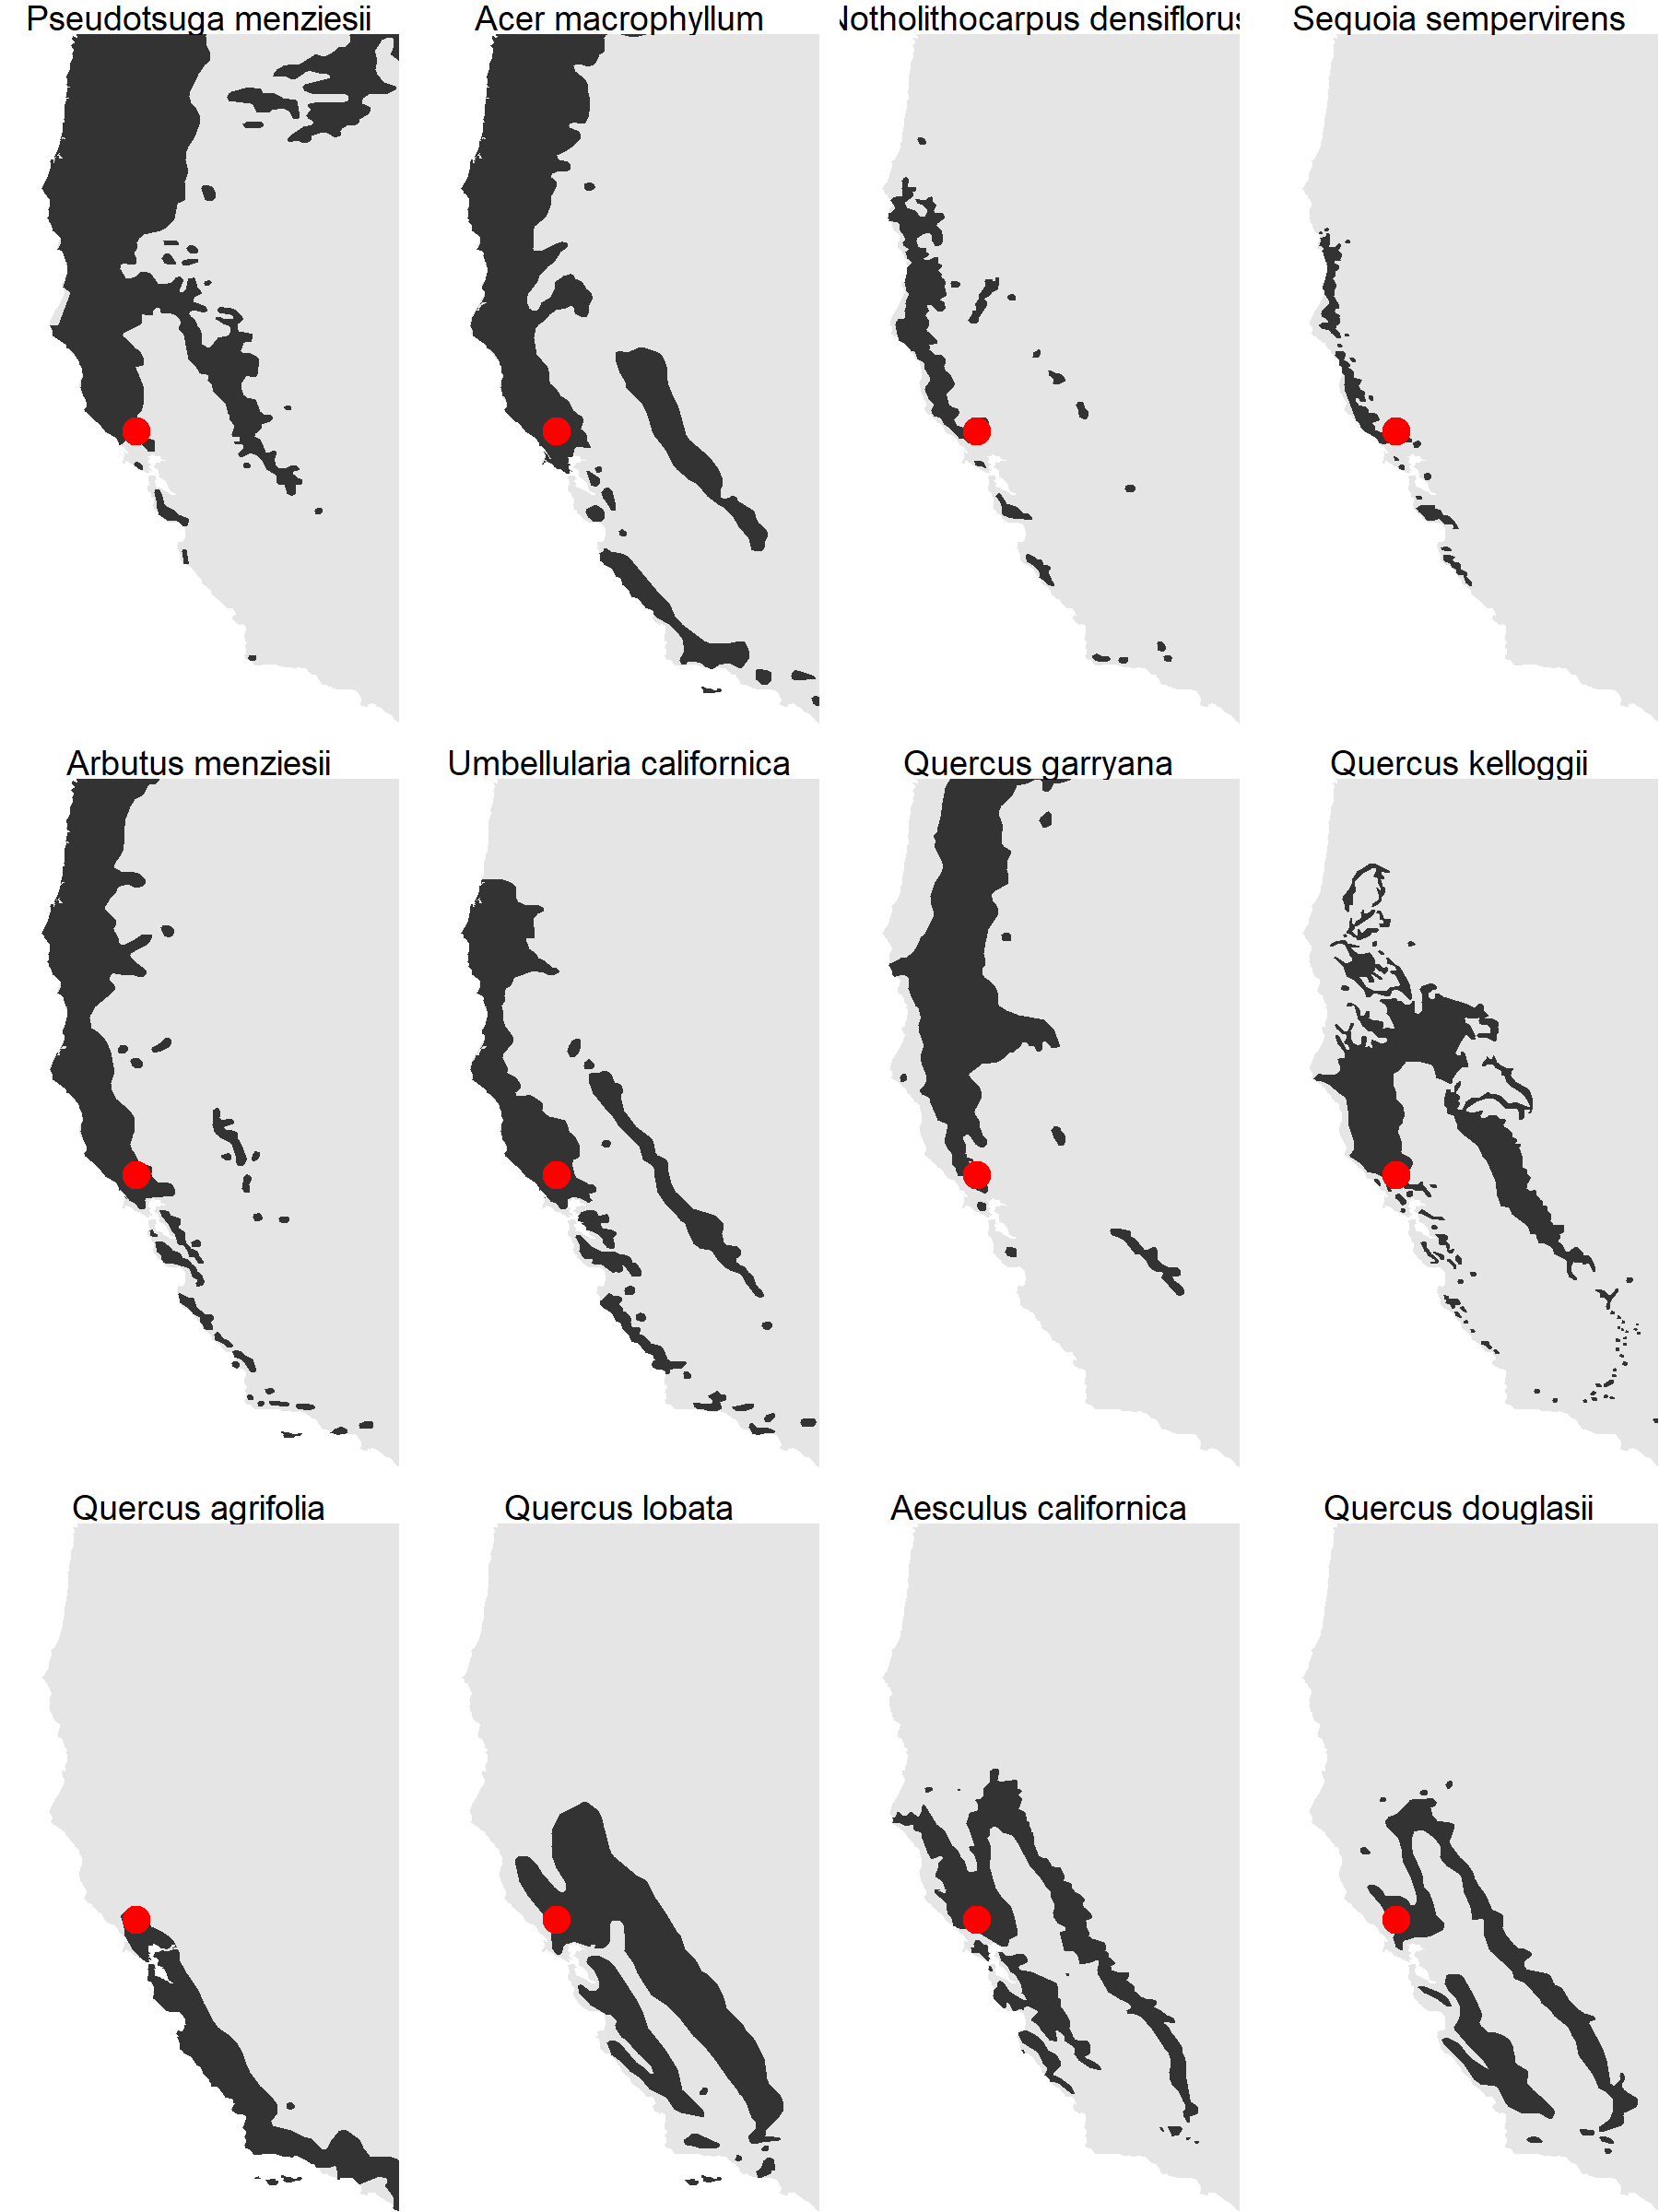 Pseudotsuga menziesii
Acer macrophyllum
Notholithocarpus densiflorus
Sequoia sempervirens
Arbutus menziesii
Umbellularia californica
Quercus garryana
Quercus kelloggii
Quercus agrifolia
Quercus lobata
Aesculus californica
Quercus douglasii